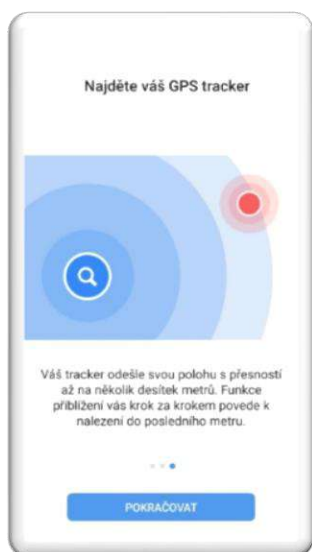 Najděte váš GPS tracker
Váš tracker odešle svou polohu s přesností
až na několik desítek metrů. Funkce
přiblížení vás krok za krokem povede k
nalezení do posledního metru.
POKRAČOVAT